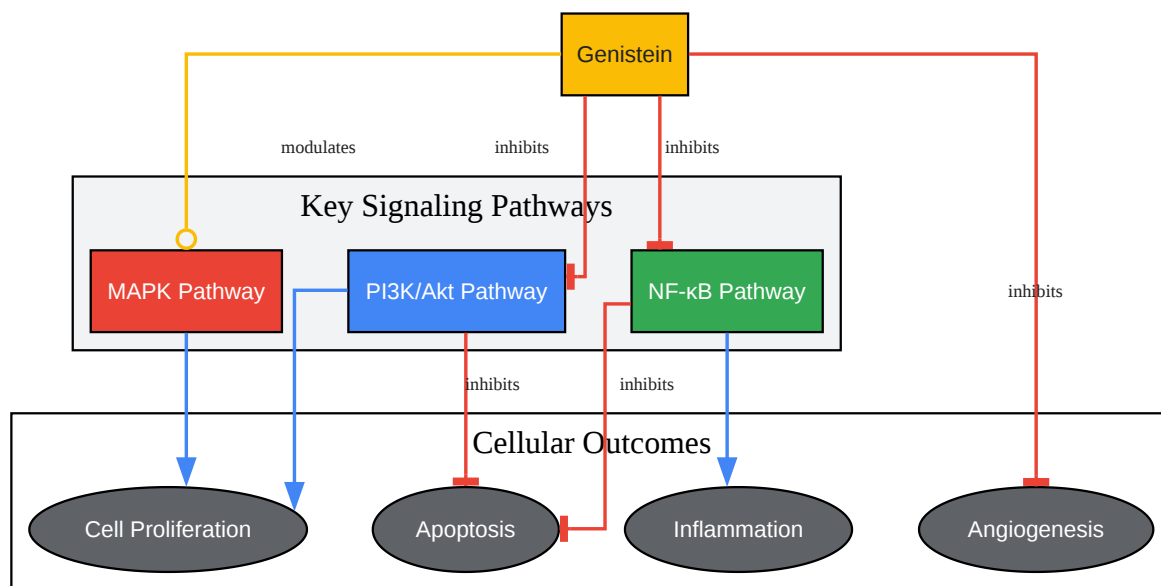 Genistein
modulates
inhibits
inhibits
Key Signaling Pathways
MAPK Pathway
PI3K/Akt Pathway
NF-κB Pathway
inhibits
inhibits
inhibits
Cellular Outcomes
Cell Proliferation
Apoptosis
Inflammation
Angiogenesis